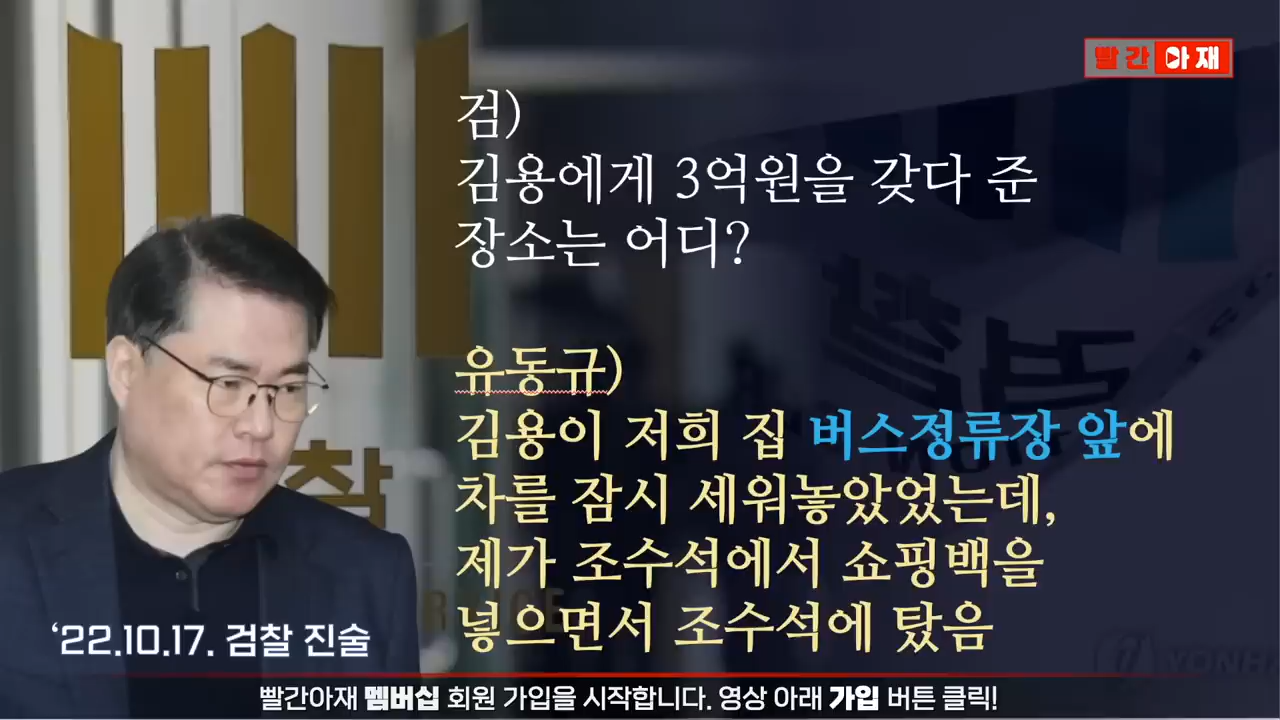 빨간아재
검)
김용에게 3억원을 갖다 준
장소는 어디?
유동규)
김용이 저희 집 버스정류장 앞에
차를 잠시 세워놓았었는데,
제가 조수석에서 쇼핑백을
넣으면서 조수석에 탔음
‘22.10.17. 검찰 진술
빨간아재 멤버십 회원 가입을 시작합니다. 영상 아래 가입 버튼 클릭!